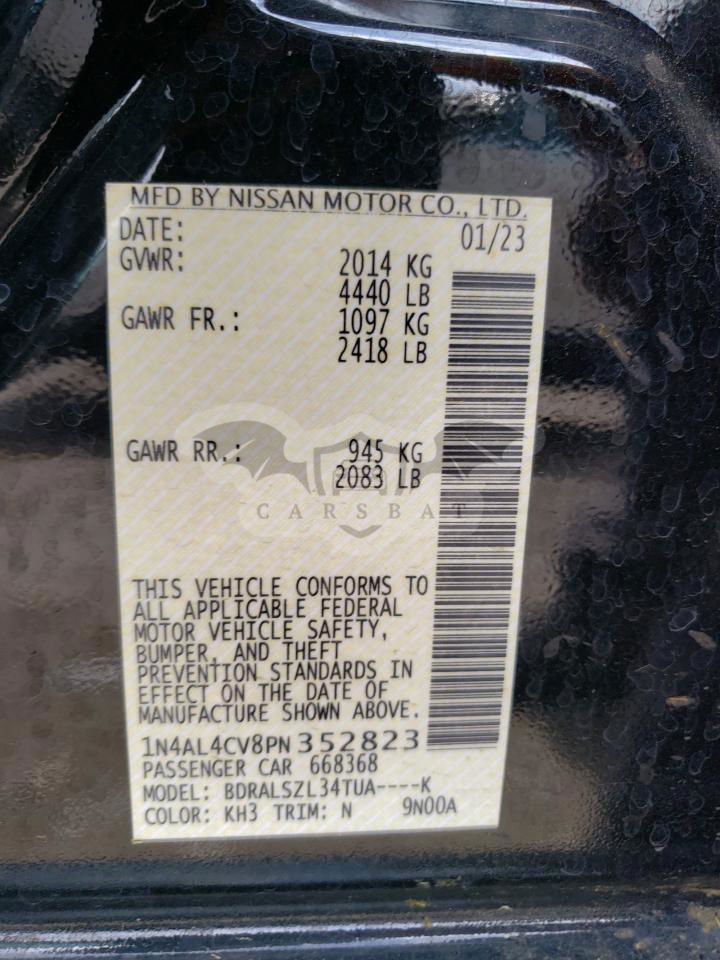 MFD BY NISSAN MOTOR CO., LTD.
DATE: 01/23
GVWR: 2014 KG
4440 LB
GAWR FR.: 1097 KG
2418 LB
GAWR RR.: 945 KG
2083 LB
CARSBAT
THIS VEHICLE CONFORMS TO
ALL APPLICABLE FEDERAL
MOTOR VEHICLE SAFETY,
BUMPER, AND THEFT
PREVENTION STANDARDS IN
EFFECT ON THE DATE OF
MANUFACTURE SHOWN ABOVE.
1N4AL4CV8PN352823
PASSENGER CAR 668368
MODEL: BDRALSZL34TUA----K
COLOR: KH3 TRIM: N 9N00A